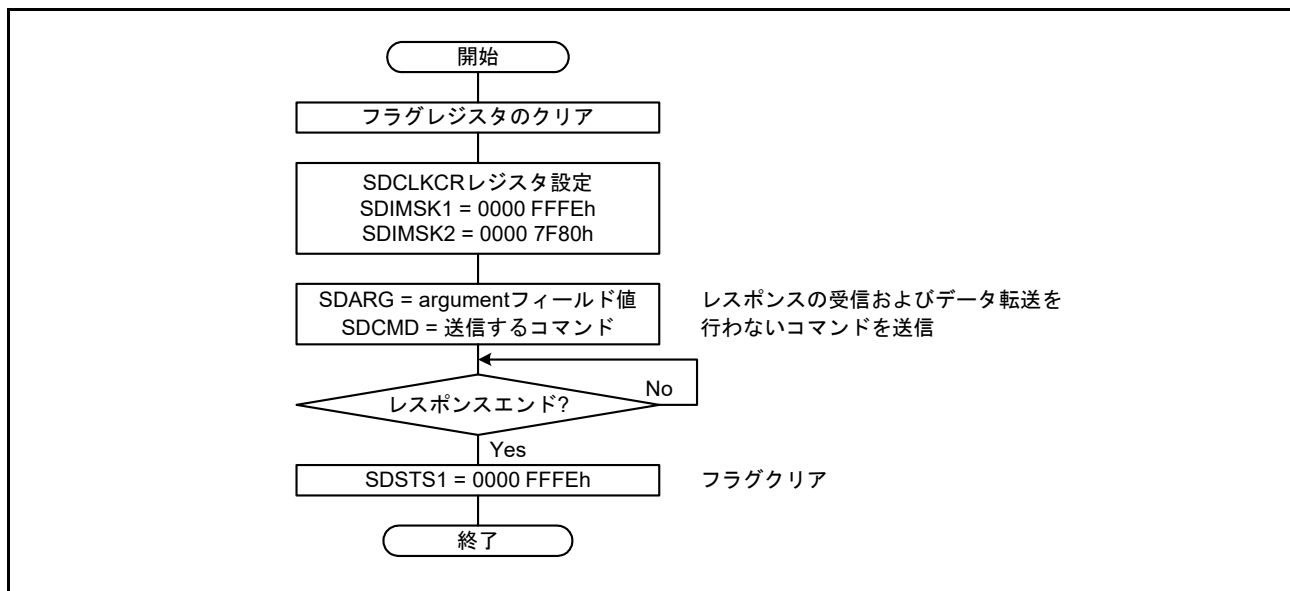 開始
フラグレジスタのクリア
SDCLKCRレジスタ設定
SDIMSK1 = 0000 FFFEh
SDIMSK2 = 0000 7F80h
SDARG = argumentフィールド値
SDCMD = 送信するコマンド
レスポンスの受信およびデータ転送を
行わないコマンドを送信
レスポンスエンド?
No
Yes
SDSTS1 = 0000 FFFEh
フラグクリア
終了